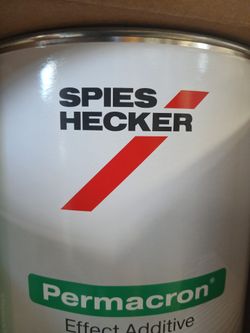 SPIES
HECKER
Permacron®
Effect Additive